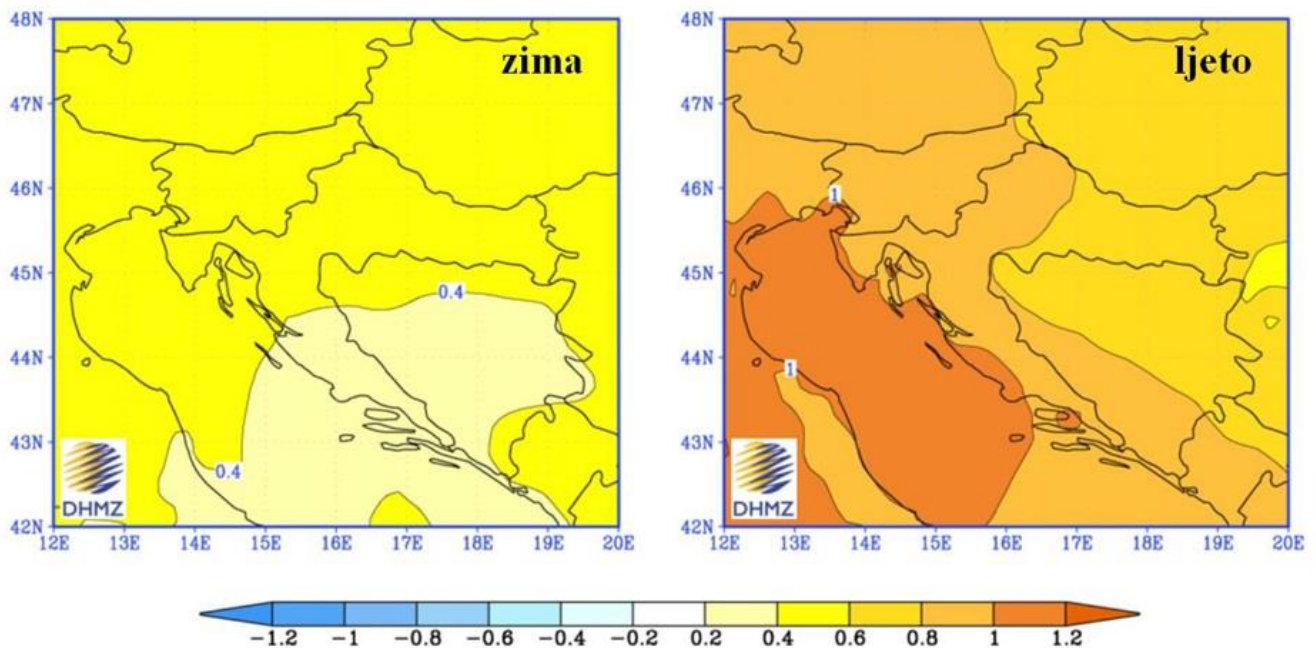 zima
ljeto
48N
47N
46N
45N
44N
43N
42N
12E 13E 14E 15E 16E 17E 18E 19E 20E
0.4
0.4
DHMZ
48N
47N
46N
45N
44N
43N
42N
12E 13E 14E 15E 16E 17E 18E 19E 20E
1
1
DHMZ
-1.2 -1 -0.8 -0.6 -0.4 -0.2 0.2 0.4 0.6 0.8 1 1.2